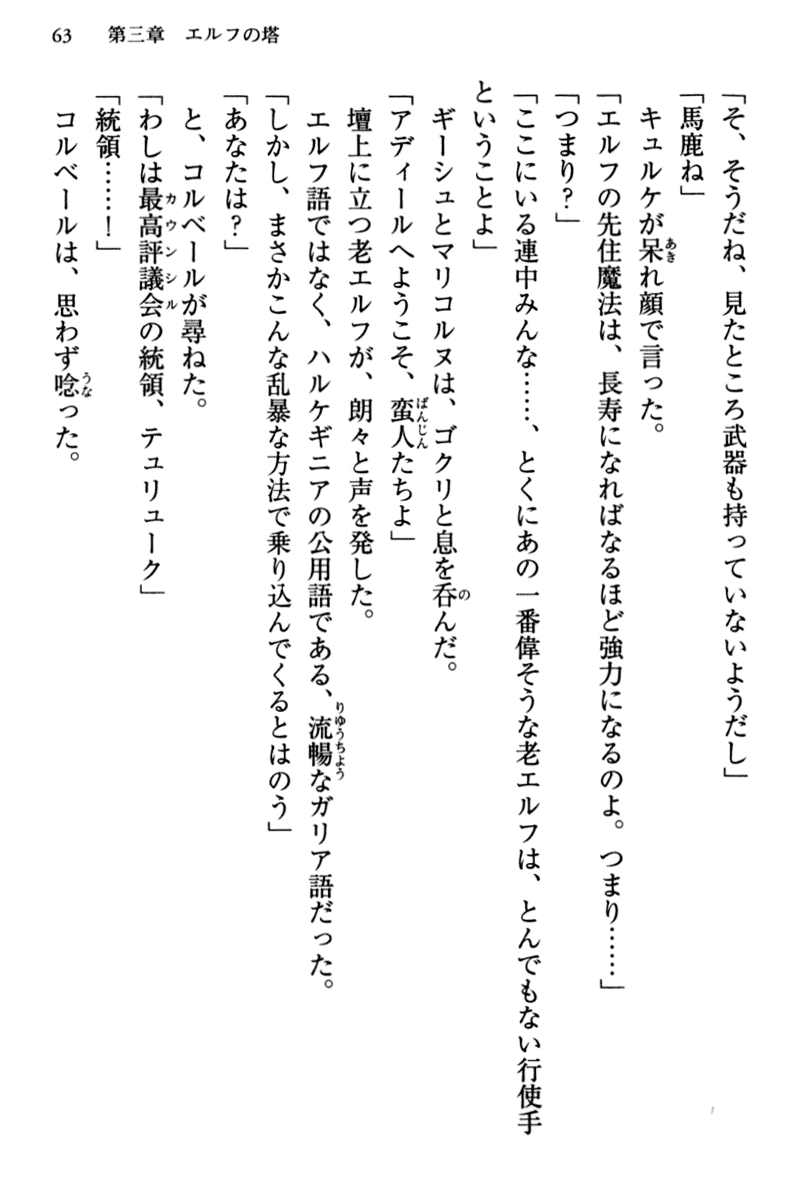 63　第三章　エルフの塔
「そ、そうだね、見たところ武器も持っていないようだし」
「馬鹿ね」
　キュルケが呆れ顔で言った。
「エルフの先住魔法は、長寿になればなるほど強力になるのよ。つまり……」
「つまり？」
「ここにいる連中みんな……、とくにあの一番偉そうな老エルフは、とんでもない行使手
ということよ」
　ギーシュとマリコルヌは、ゴクリと息を呑んだ。
「アディールへようこそ、蛮人たちよ」
　壇上に立つ老エルフが、朗々と声を発した。
　エルフ語ではなく、ハルケギニアの公用語である、流暢なガリア語だった。
「しかし、まさかこんな乱暴な方法で乗り込んでくるとはのう」
「あなたは？」
　と、コルベールが尋ねた。
「わしは最高評議会の統領、テュリューク」
「統領……！」
　コルベールは、思わず唸った。